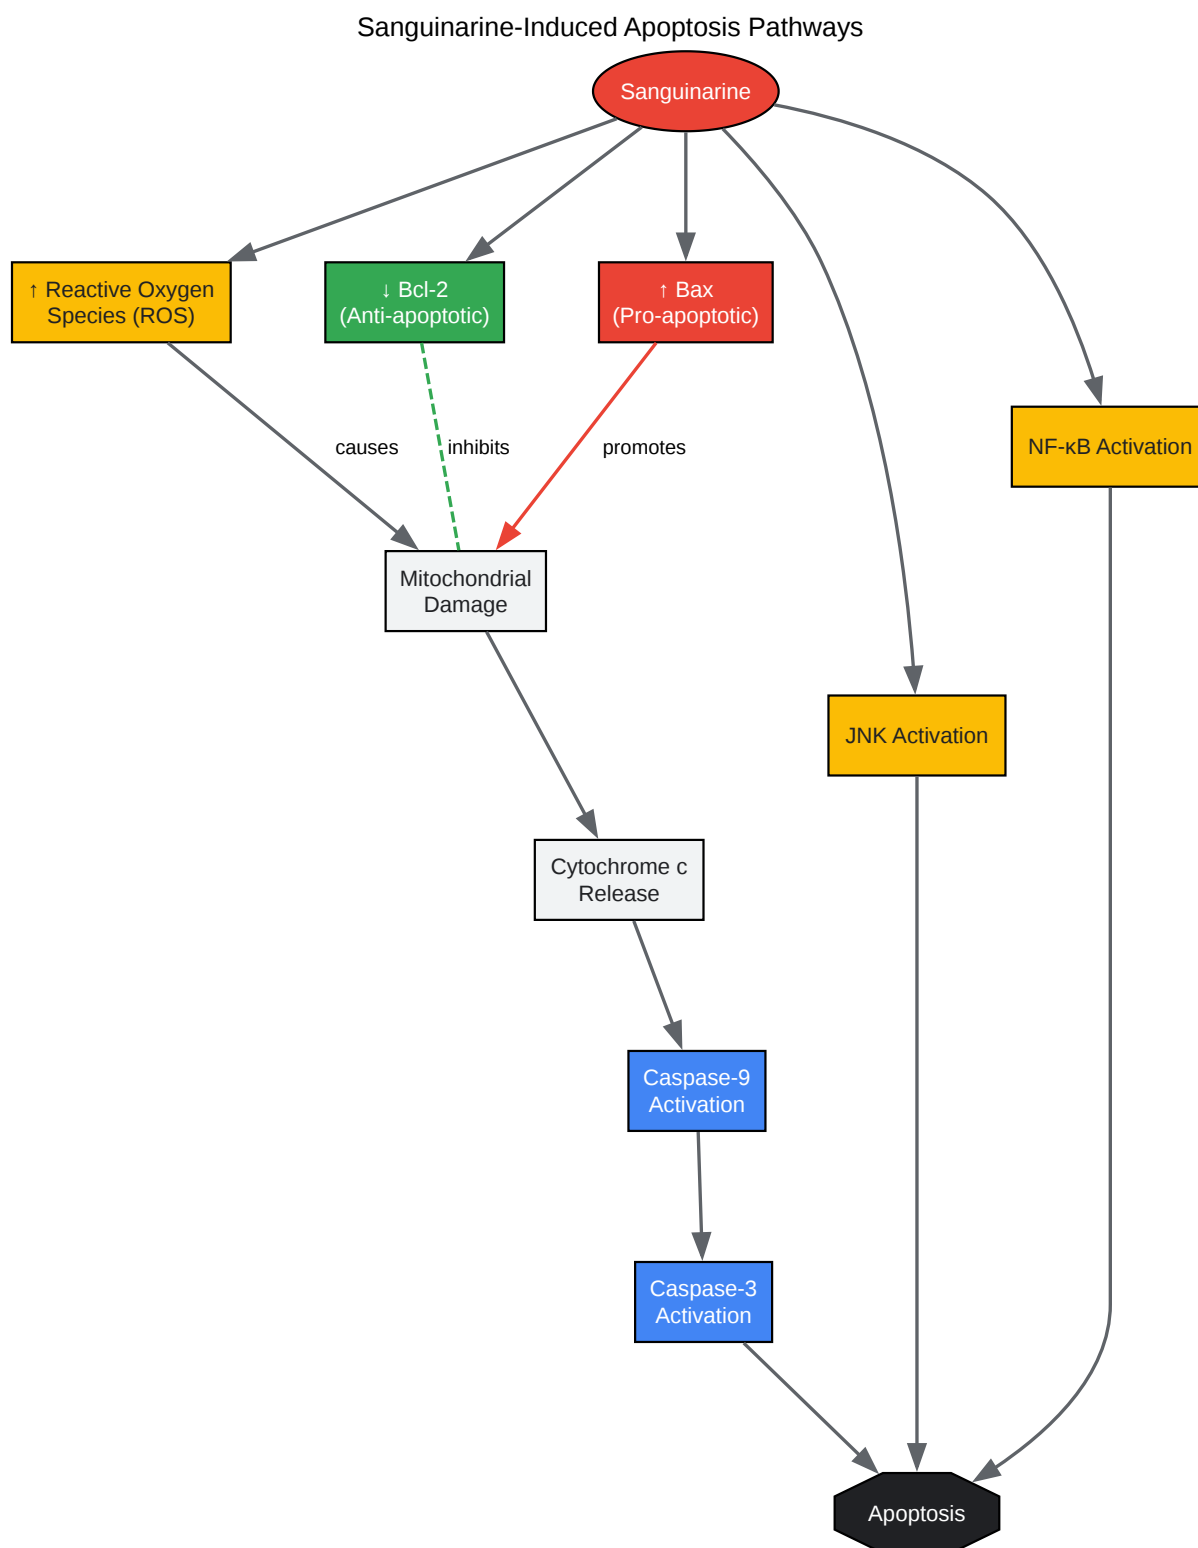 Sanguinarine-Induced Apoptosis Pathways
Sanguinarine
↑ Reactive Oxygen
Species (ROS)
↓ Bcl-2
(Anti-apoptotic)
↑ Bax
(Pro-apoptotic)
NF-κB Activation
causes
inhibits
promotes
Mitochondrial
Damage
JNK Activation
Cytochrome c
Release
Caspase-9
Activation
Caspase-3
Activation
Apoptosis